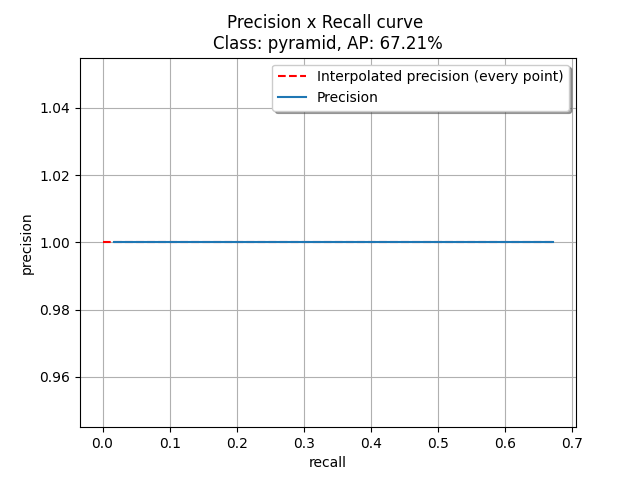 Precision x Recall curve
Class: pyramid, AP: 67.21%
Interpolated precision (every point)
Precision
1.04
1.02
1.00
0.98
0.96
precision
0.0 0.1 0.2 0.3 0.4 0.5 0.6 0.7
recall